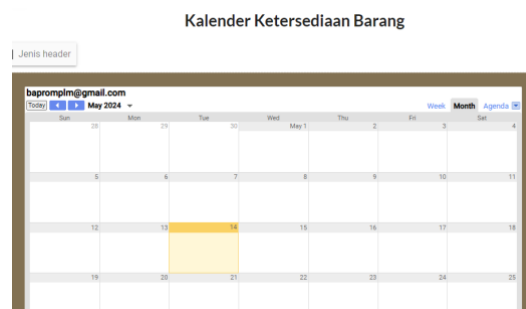 Kalender Ketersediaan Barang
Jenis header
bapromplm@gmail.com
Today May 2024
Week Month Agenda
Sun Mon Tue Wed Thu Fri Sat
28 29 30 May 1 2 3 4
5 6 7 8 9 10 11
12 13 14 15 16 17 18
19 20 21 22 23 24 25